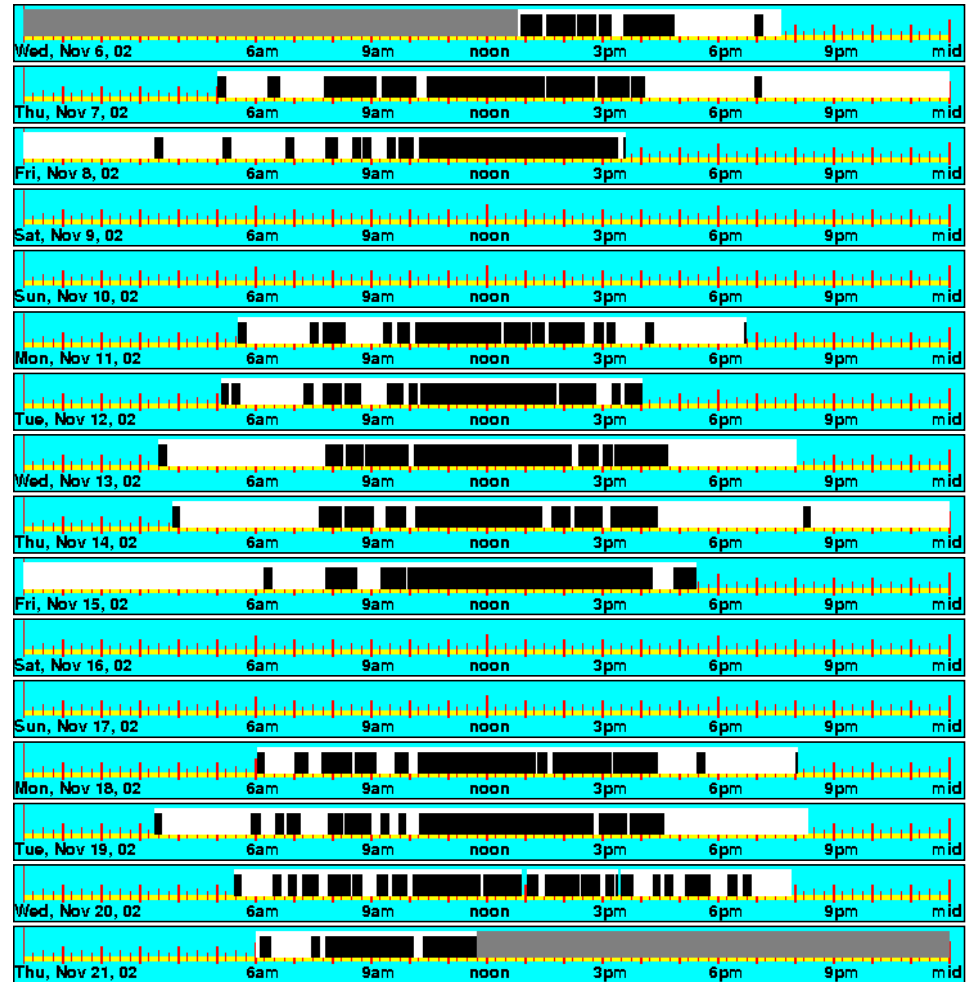 Wed, Nov 6, 02 6am 9am noon 3pm 6pm 9pm mid
Thu, Nov 7, 02 6am 9am noon 3pm 6pm 9pm mid
Fri, Nov 8, 02 6am 9am noon 3pm 6pm 9pm mid
Sat, Nov 9, 02 6am 9am noon 3pm 6pm 9pm mid
Sun, Nov 10, 02 6am 9am noon 3pm 6pm 9pm mid
Mon, Nov 11, 02 6am 9am noon 3pm 6pm 9pm mid
Tue, Nov 12, 02 6am 9am noon 3pm 6pm 9pm mid
Wed, Nov 13, 02 6am 9am noon 3pm 6pm 9pm mid
Thu, Nov 14, 02 6am 9am noon 3pm 6pm 9pm mid
Fri, Nov 15, 02 6am 9am noon 3pm 6pm 9pm mid
Sat, Nov 16, 02 6am 9am noon 3pm 6pm 9pm mid
Sun, Nov 17, 02 6am 9am noon 3pm 6pm 9pm mid
Mon, Nov 18, 02 6am 9am noon 3pm 6pm 9pm mid
Tue, Nov 19, 02 6am 9am noon 3pm 6pm 9pm mid
Wed, Nov 20, 02 6am 9am noon 3pm 6pm 9pm mid
Thu, Nov 21, 02 6am 9am noon 3pm 6pm 9pm mid